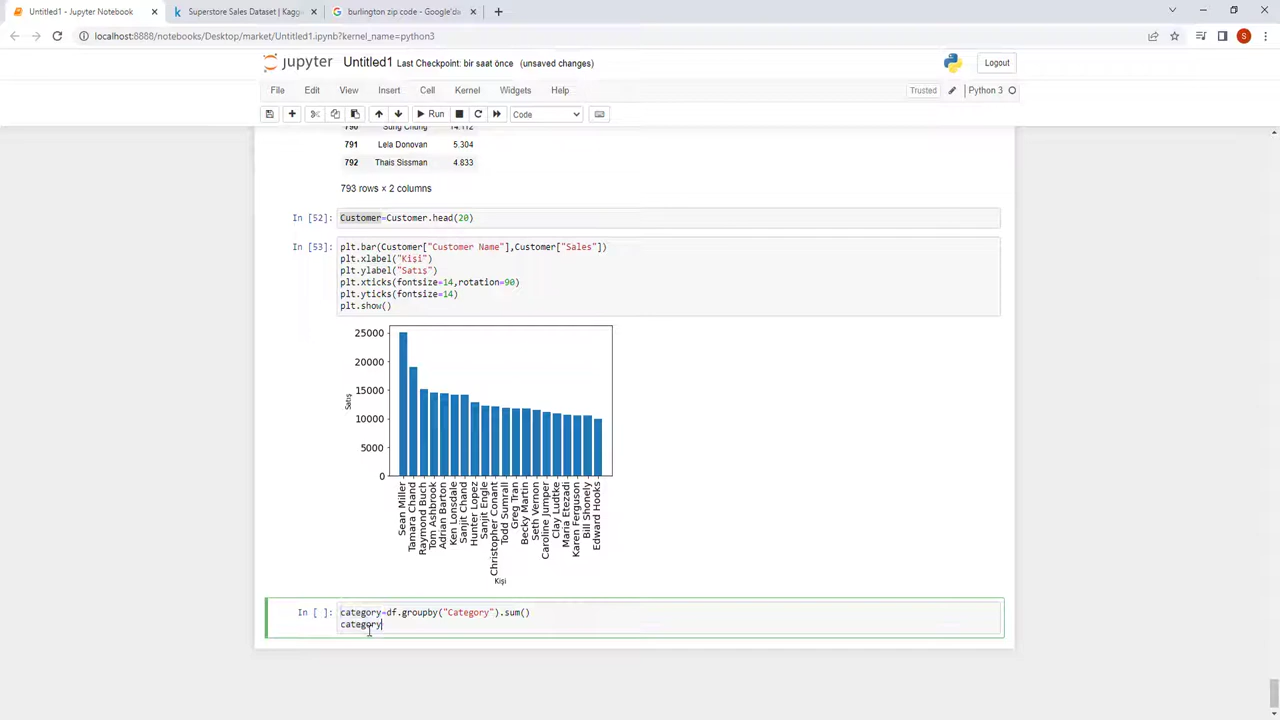 Untitled1 - Jupyter Notebook
Superstore Sales Dataset | Kagg
burlington zip code - Google'da
localhost:8888/notebooks/Desktop/market/Untitled1.ipynb?kernel_name=python3
S
jupyter Untitled1 Last Checkpoint: bir saat önce (unsaved changes)
Logout
File Edit View Insert Cell Kernel Widgets Help
Trusted
Python 3
Run
Code
790 Sung Chung 14.112
791 Lela Donovan 5.304
792 Thais Sissman 4.833
793 rows × 2 columns
In [52]: Customer=Customer.head(20)
In [53]: plt.bar(Customer["Customer Name"],Customer["Sales"])
plt.xlabel("Kişi")
plt.ylabel("Satış")
plt.xticks(fontsize=14,rotation=90)
plt.yticks(fontsize=14)
plt.show()
25000
20000
15000
10000
5000
0
Satış
Sean Miller
Tamara Chand
Raymond Buch
Tom Ashbrook
Adrian Barton
Ken Lonsdale
Sanjit Chand
Hunter Lopez
Sanjit Engle
Christopher Conant
Todd Sumrall
Greg Tran
Becky Martin
Seth Vernon
Caroline Jumper
Clay Ludtke
Maria Etezadi
Karen Ferguson
Bill Shonely
Edward Hooks
Kişi
In [ ]: category=df.groupby("Category").sum()
category